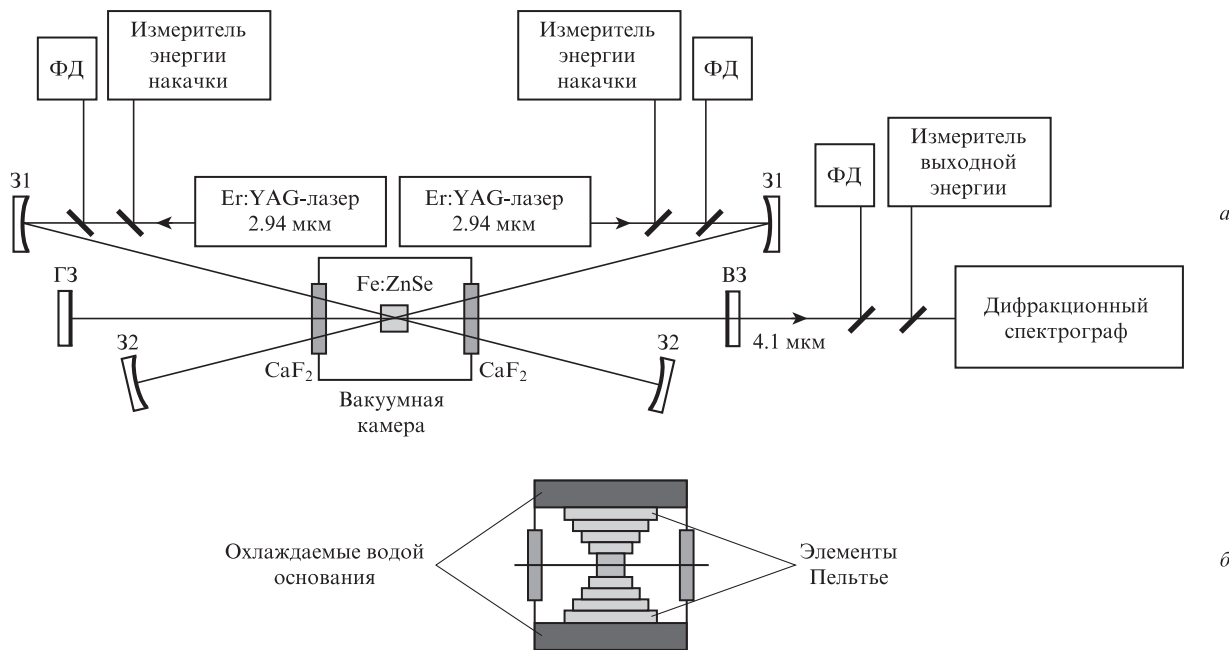 ФД
Измеритель
энергии
накачки
Измеритель
энергии
накачки
ФД
ФД
Измеритель
выходной
энергии
З1
Er:YAG-лазер
2.94 мкм
Er:YAG-лазер
2.94 мкм
З1
а
ГЗ
Fe:ZnSe
ВЗ
4.1 мкм
Дифракционный
спектрограф
З2
CaF2
CaF2
З2
Вакуумная
камера
Охлаждаемые водой
основания
Элементы
Пельтье
б